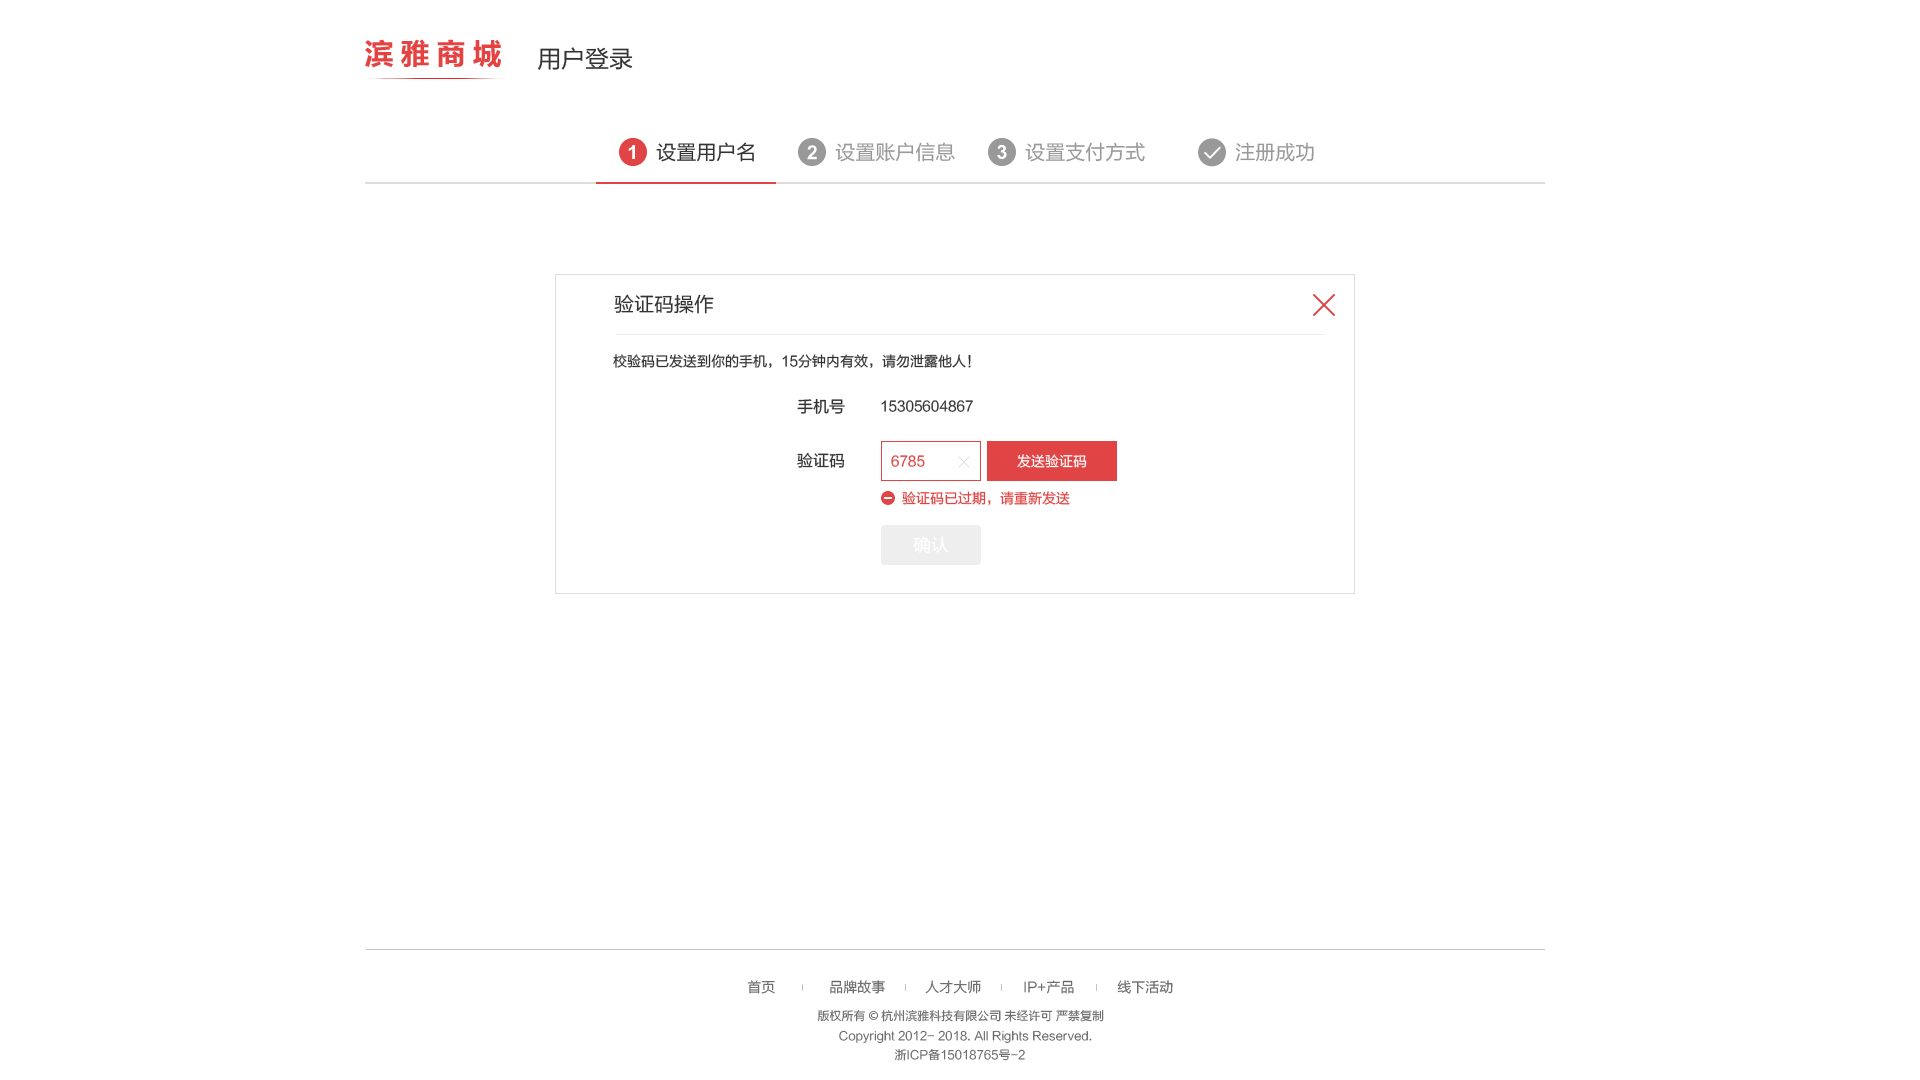 滨雅商城 用户登录
1 设置用户名 2 设置账户信息 3 设置支付方式 注册成功
验证码操作
校验码已发送到你的手机，15分钟内有效，请勿泄露他人！
手机号 15305604867
验证码 6785 发送验证码
验证码已过期，请重新发送
确认
首页 品牌故事 人才大师 IP+产品 线下活动
版权所有 © 杭州滨雅科技有限公司 未经许可 严禁复制
Copyright 2012- 2018. All Rights Reserved.
浙ICP备15018765号-2